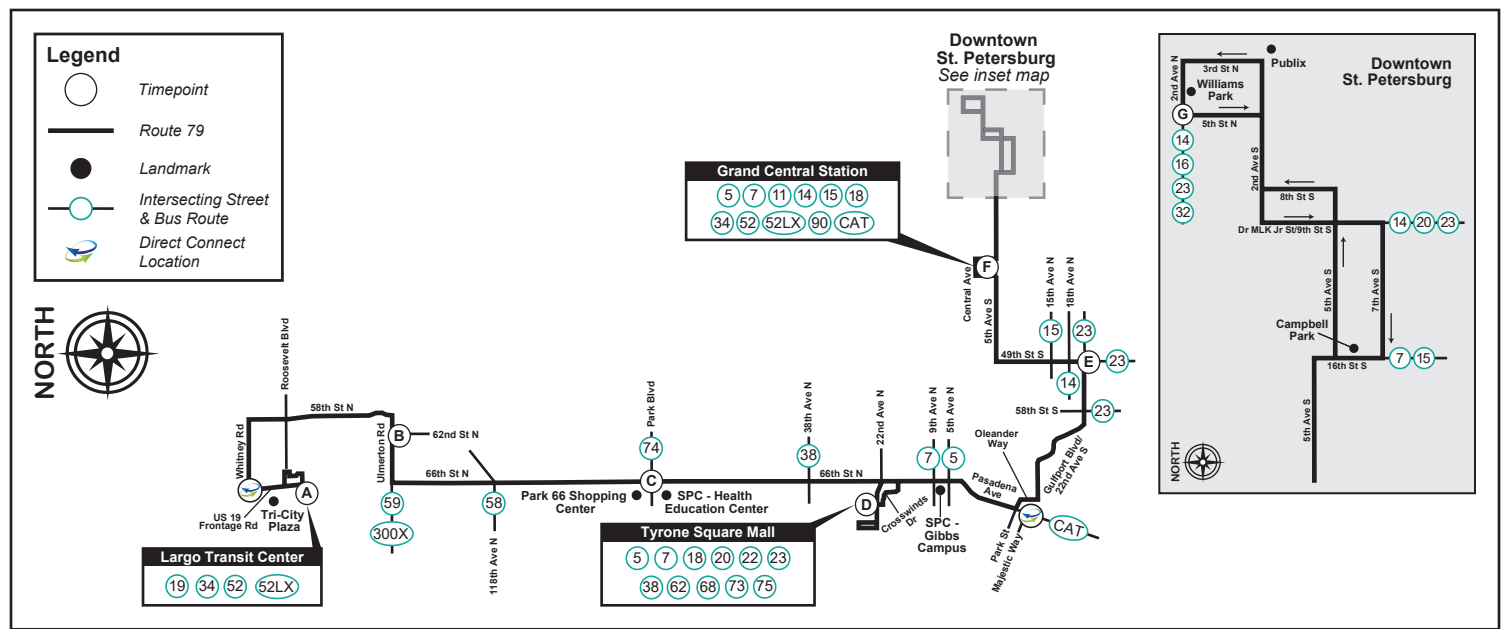 Legend
Timepoint
Route 79
Landmark
Intersecting Street
& Bus Route
Direct Connect
Location
NORTH
Whitney Rd
Roosevelt Blvd
58th St N
Ulmerton Rd
B
62nd St N
66th St N
A
US 19
Frontage Rd
Tri-City
Plaza
Largo Transit Center
19 34 52 52LX
59
300X
58
118th Ave N
Park Blvd
74
C
Park 66 Shopping
Center
SPC - Health
Education Center
38th Ave N
38
66th St N
22nd Ave N
D
Crosswinds
Dr
Tyrone Square Mall
5 7 18 20 22 23
38 62 68 73 75
9th Ave N
5th Ave N
7
5
SPC -
Gibbs
Campus
Pasadena
Ave
Oleander
Way
Park St
Majestic Way
CAT
Gulfport Blvd/
22nd Ave S
58th St S
23
E
23
23
14
15
15th Ave N
18th Ave N
49th St S
5th Ave S
Central Ave
F
Grand Central Station
5 7 11 14 15 18
34 52 52LX 90 CAT
Downtown
St. Petersburg
See inset map
Downtown
St. Petersburg
Publix
3rd St N
2nd Ave N
Williams
Park
G
5th St N
14
16
23
32
2nd Ave S
8th St S
Dr MLK Jr St/9th St S
14 20 23
5th Ave S
7th Ave S
Campbell
Park
16th St S
7 15
5th Ave S
NORTH